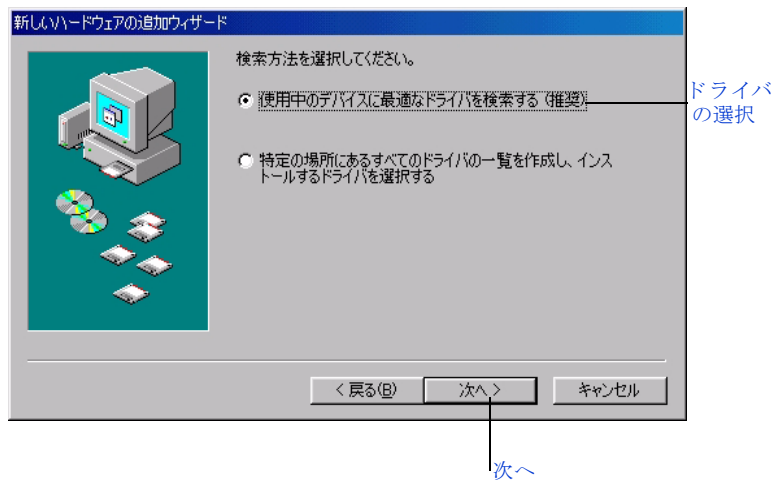 新しいハードウェアの追加ウィザード
検索方法を選択してください。
使用中のデバイスに最適なドライバを検索する (推奨)
特定の場所にあるすべてのドライバの一覧を作成し、インス
トールするドライバを選択する
ドライバ
の選択
< 戻る(B)
次へ >
キャンセル
次へ